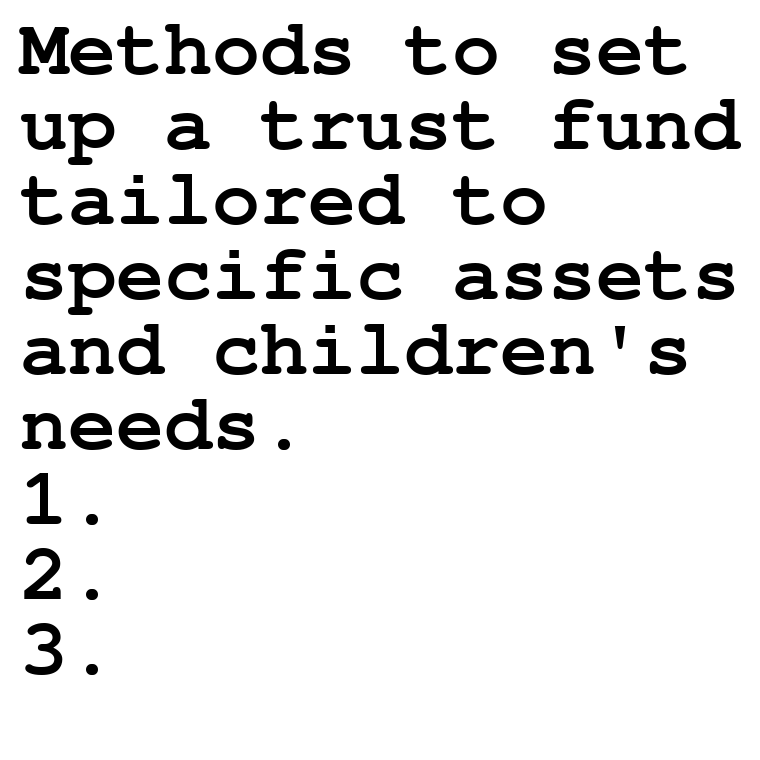 Methods to set
up a trust fund
tailored to
specific assets
and children's
needs.
1.
2.
3.